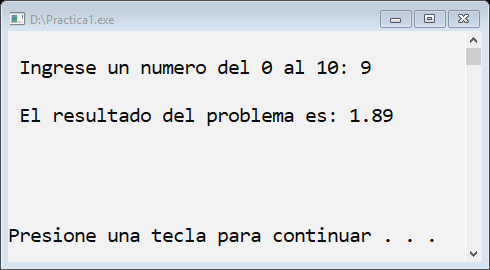 D:\Practica1.exe
Ingrese un numero del 0 al 10: 9
El resultado del problema es: 1.89
Presione una tecla para continuar . . .